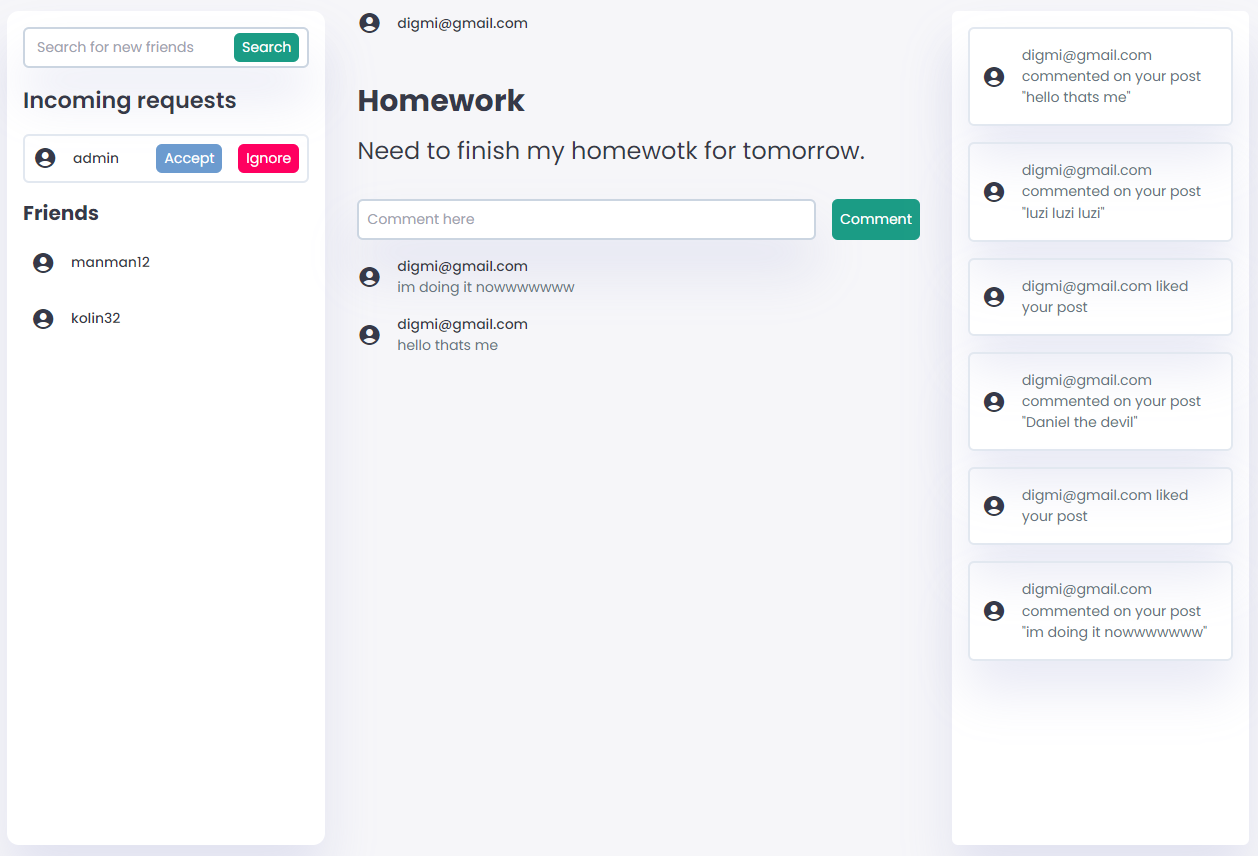 Search for new friends
Search
Incoming requests
admin
Accept
Ignore
Friends
manman12
kolin32
digmi@gmail.com
Homework
Need to finish my homewotk for tomorrow.
Comment here
Comment
digmi@gmail.com
im doing it nowwwwwww
digmi@gmail.com
hello thats me
digmi@gmail.com
commented on your post
"hello thats me"
digmi@gmail.com
commented on your post
"luzi luzi luzi"
digmi@gmail.com liked
your post
digmi@gmail.com
commented on your post
"Daniel the devil"
digmi@gmail.com liked
your post
digmi@gmail.com
commented on your post
"im doing it nowwwwwww"